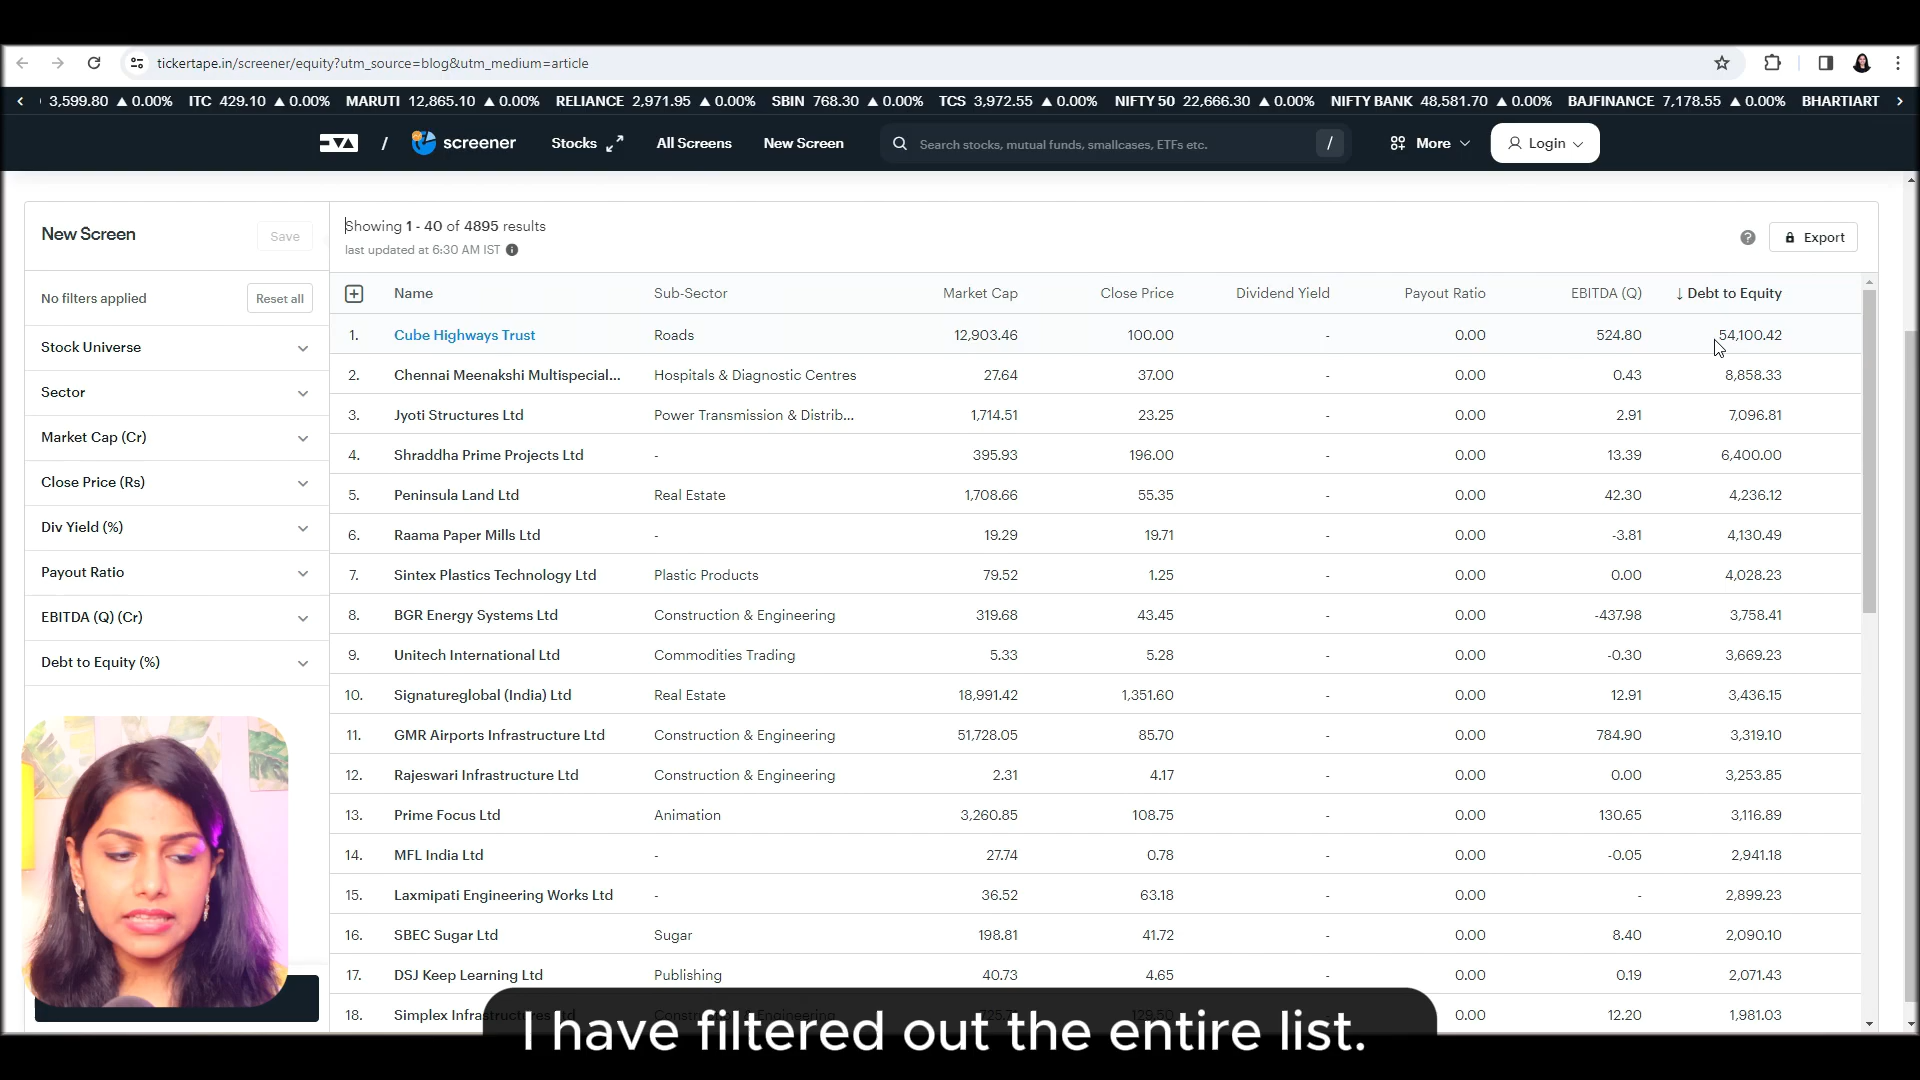 tickertape.in/screener/equity?utm_source=blog&utm_medium=article
3,599.80 ▲ 0.00% ITC 429.10 ▲ 0.00% MARUTI 12,865.10 ▲ 0.00% RELIANCE 2,971.95 ▲ 0.00% SBIN 768.30 ▲ 0.00% TCS 3,972.55 ▲ 0.00% NIFTY 50 22,666.30 ▲ 0.00% NIFTY BANK 48,581.70 ▲ 0.00% BAJFINANCE 7,178.55 ▲ 0.00% BHARTIART
/ screener Stocks All Screens New Screen Search stocks, mutual funds, smallcases, ETFs etc. / More Login
New Screen Save
No filters applied Reset all
Stock Universe
Sector
Market Cap (Cr)
Close Price (Rs)
Div Yield (%)
Payout Ratio
EBITDA (Q) (Cr)
Debt to Equity (%)
Showing 1 - 40 of 4895 results
last updated at 6:30 AM IST
Export
Name Sub-Sector Market Cap Close Price Dividend Yield Payout Ratio EBITDA (Q) ↓ Debt to Equity
1. Cube Highways Trust Roads 12,903.46 100.00 - 0.00 524.80 54,100.42
2. Chennai Meenakshi Multispecial... Hospitals & Diagnostic Centres 27.64 37.00 - 0.00 0.43 8,858.33
3. Jyoti Structures Ltd Power Transmission & Distrib... 1,714.51 23.25 - 0.00 2.91 7,096.81
4. Shraddha Prime Projects Ltd - 395.93 196.00 - 0.00 13.39 6,400.00
5. Peninsula Land Ltd Real Estate 1,708.66 55.35 - 0.00 42.30 4,236.12
6. Raama Paper Mills Ltd - 19.29 19.71 - 0.00 -3.81 4,130.49
7. Sintex Plastics Technology Ltd Plastic Products 79.52 1.25 - 0.00 0.00 4,028.23
8. BGR Energy Systems Ltd Construction & Engineering 319.68 43.45 - 0.00 -437.98 3,758.41
9. Unitech International Ltd Commodities Trading 5.33 5.28 - 0.00 -0.30 3,669.23
10. Signatureglobal (India) Ltd Real Estate 18,991.42 1,351.60 - 0.00 12.91 3,436.15
11. GMR Airports Infrastructure Ltd Construction & Engineering 51,728.05 85.70 - 0.00 784.90 3,319.10
12. Rajeswari Infrastructure Ltd Construction & Engineering 2.31 4.17 - 0.00 0.00 3,253.85
13. Prime Focus Ltd Animation 3,260.85 108.75 - 0.00 130.65 3,116.89
14. MFL India Ltd - 27.74 0.78 - 0.00 -0.05 2,941.18
15. Laxmipati Engineering Works Ltd - 36.52 63.18 - 0.00 - 2,899.23
16. SBEC Sugar Ltd Sugar 198.81 41.72 - 0.00 8.40 2,090.10
17. DSJ Keep Learning Ltd Publishing 40.73 4.65 - 0.00 0.19 2,071.43
18. Simplex Infrastructures Ltd Construction & Engineering 129.50 0.00 12.20 1,981.03
I have filtered out the entire list.